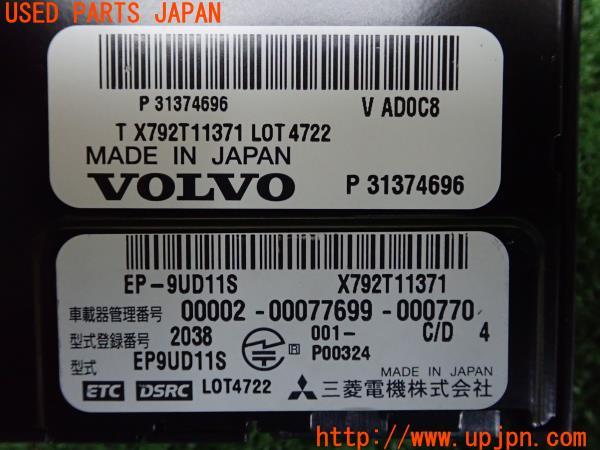 USED PARTS JAPAN
P 31374696 V AD0C8
T X792T11371 LOT 4722
MADE IN JAPAN
VOLVO P 31374696
EP-9UD11S X792T11371
車載器管理番号 00002-00077699-000770
型式登録番号 2038 R 001-P00324 C/D 4
型式 EP9UD11S
MADE IN JAPAN
ETC DSRC LOT4722 三菱電機株式会社
http://www.upjpn.com/